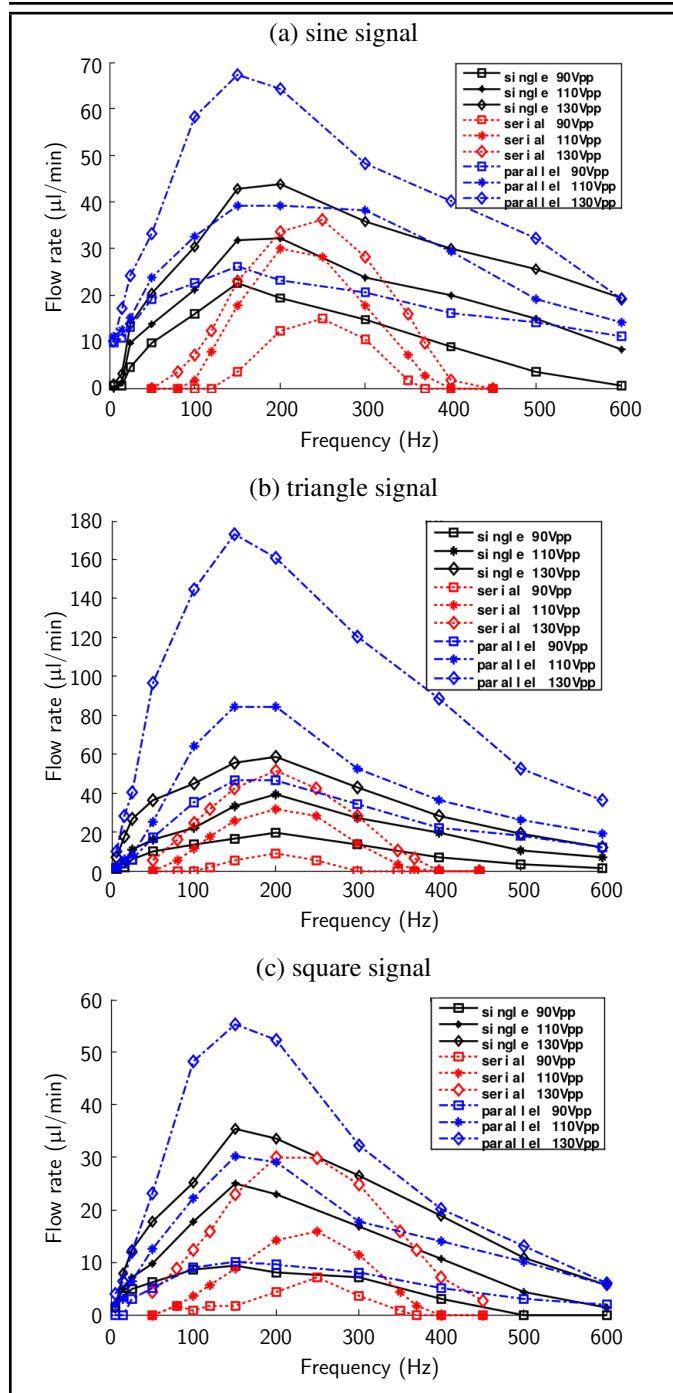 (a) sine signal
70
60
50
40
30
20
10
0
Flow rate (µl/min)
single 90Vpp
single 110Vpp
single 130Vpp
serial 90Vpp
serial 110Vpp
serial 130Vpp
parallel 90Vpp
parallel 110Vpp
parallel 130Vpp
0 100 200 300 400 500 600
Frequency (Hz)
(b) triangle signal
180
160
140
120
100
80
60
40
20
0
Flow rate (µl/min)
single 90Vpp
single 110Vpp
single 130Vpp
serial 90Vpp
serial 110Vpp
serial 130Vpp
parallel 90Vpp
parallel 110Vpp
parallel 130Vpp
0 100 200 300 400 500 600
Frequency (Hz)
(c) square signal
60
50
40
30
20
10
0
Flow rate (µl/min)
single 90Vpp
single 110Vpp
single 130Vpp
serial 90Vpp
serial 110Vpp
serial 130Vpp
parallel 90Vpp
parallel 110Vpp
parallel 130Vpp
0 100 200 300 400 500 600
Frequency (Hz)